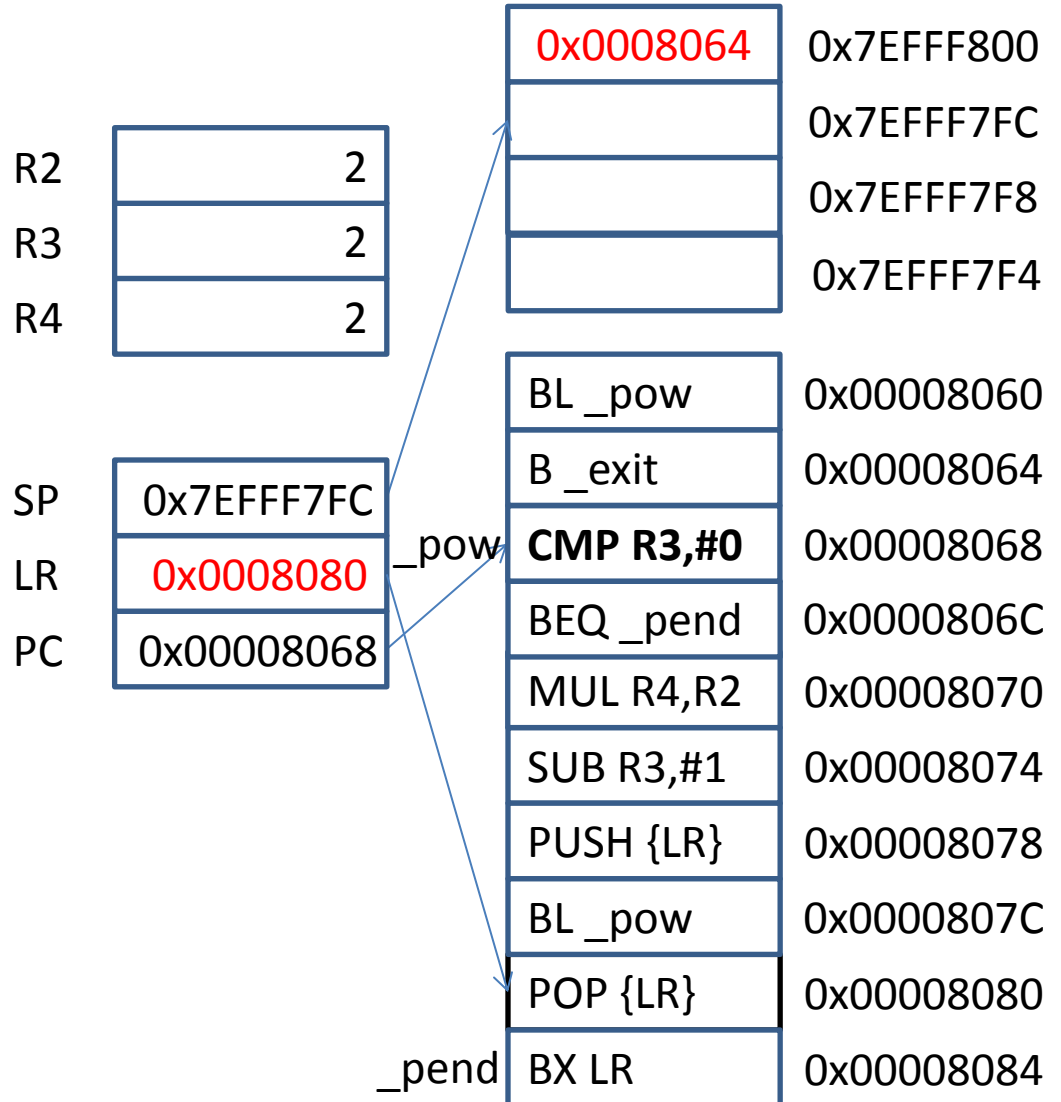 0x0008064 0x7EFFF800
0x7EFFF7FC
R2 2 0x7EFFF7F8
R3 2 0x7EFFF7F4
R4 2
BL _pow 0x00008060
SP 0x7EFFF7FC B _exit 0x00008064
LR 0x0008080 _pow CMP R3,#0 0x00008068
PC 0x00008068 BEQ _pend 0x0000806C
MUL R4,R2 0x00008070
SUB R3,#1 0x00008074
PUSH {LR} 0x00008078
BL _pow 0x0000807C
POP {LR} 0x00008080
_pend BX LR 0x00008084